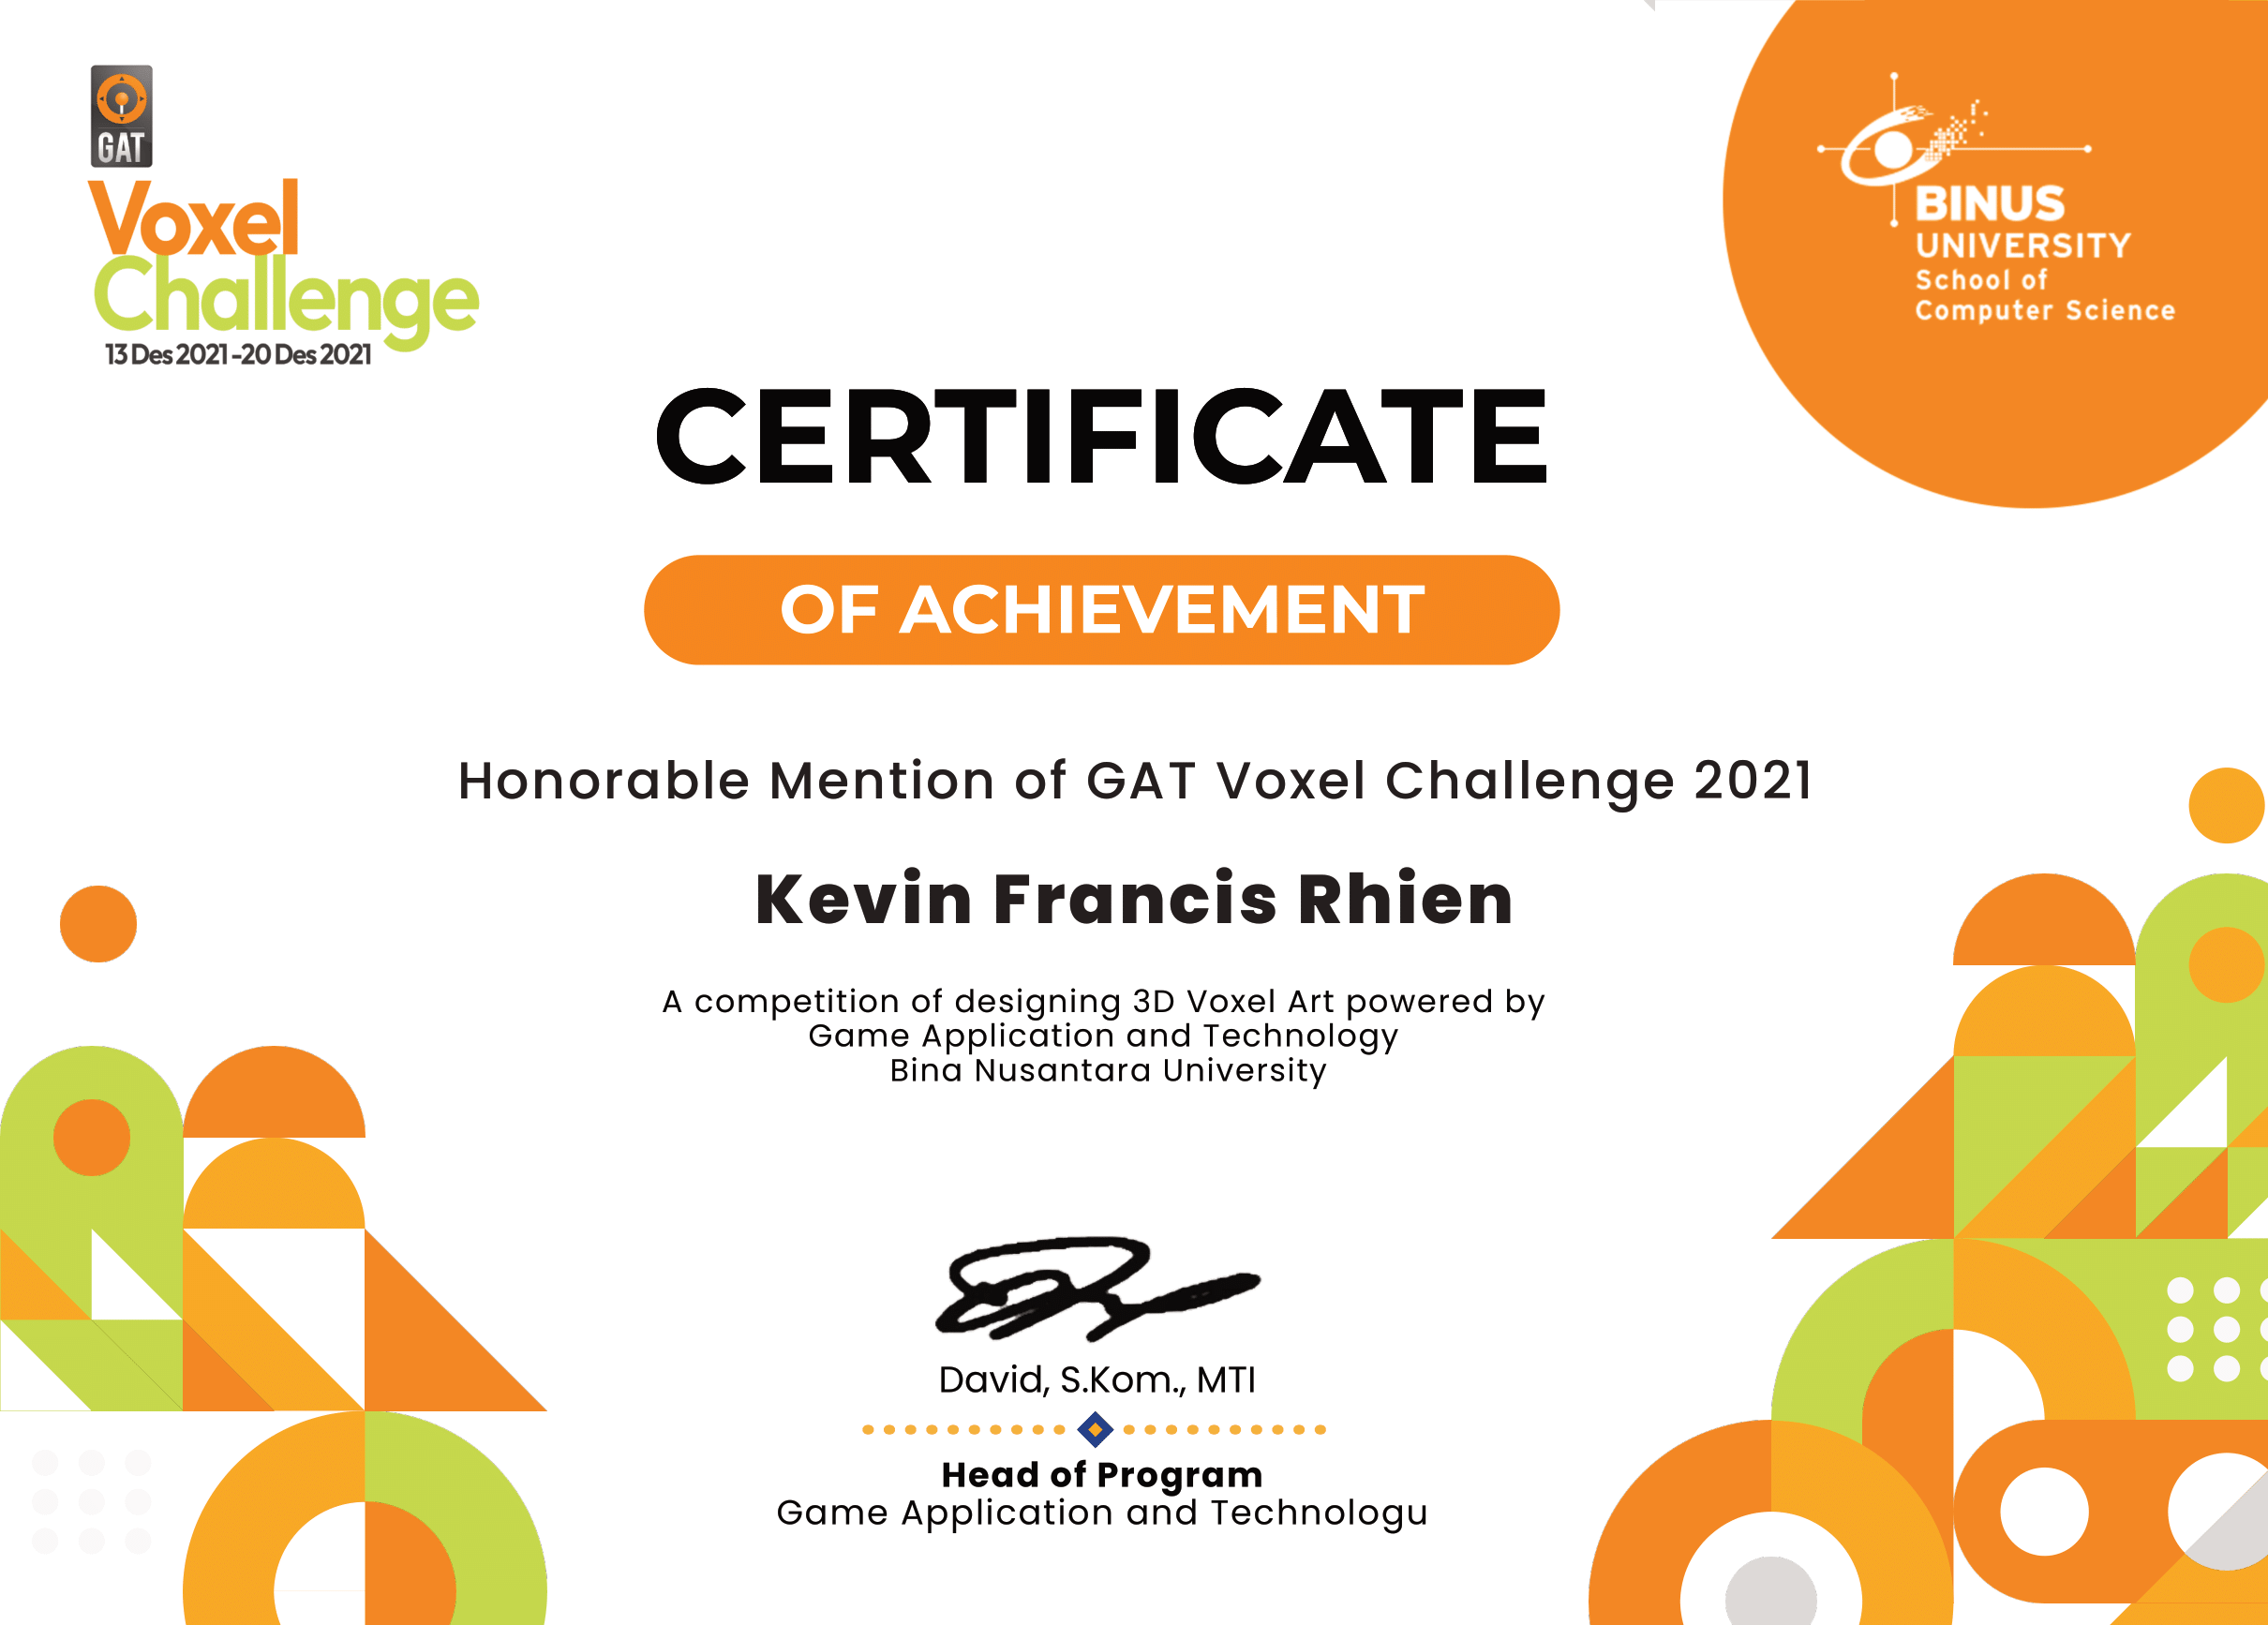 GAT
Voxel
Challenge
13 Des 2021 -20 Des 2021
BINUS
UNIVERSITY
School of
Computer Science
CERTIFICATE
OF ACHIEVEMENT
Honorable Mention of GAT Voxel Challenge 2021
Kevin Francis Rhien
A competition of designing 3D Voxel Art powered by
Game Application and Technology
Bina Nusantara University
David, S.Kom., MTI
Head of Program
Game Application and Technologu